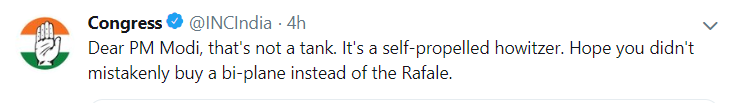 Congress @INCIndia · 4h
Dear PM Modi, that's not a tank. It's a self-propelled howitzer. Hope you didn't
mistakenly buy a bi-plane instead of the Rafale.